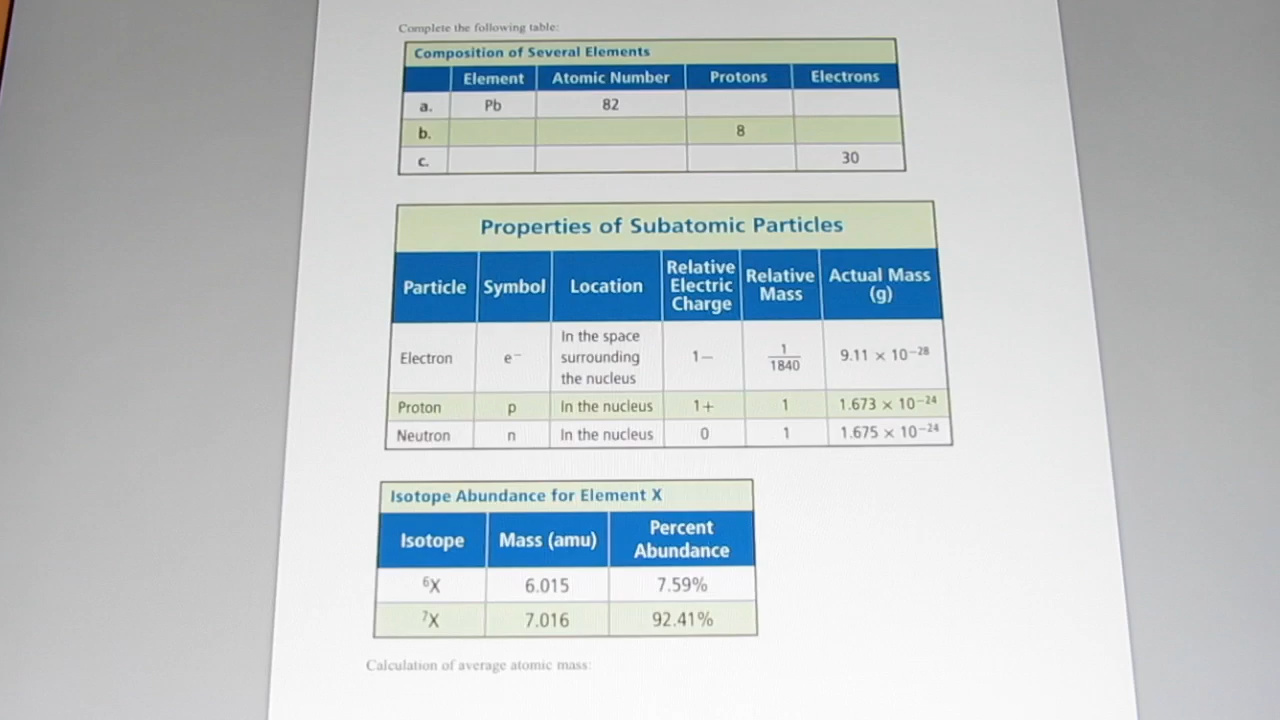 Complete the following table:
Composition of Several Elements
Element Atomic Number Protons Electrons
a. Pb 82
b. 8
c. 30
Properties of Subatomic Particles
Particle Symbol Location Relative Electric Charge Relative Mass Actual Mass (g)
Electron e⁻ In the space surrounding the nucleus 1− 1/1840 9.11 × 10⁻²⁸
Proton p In the nucleus 1+ 1 1.673 × 10⁻²⁴
Neutron n In the nucleus 0 1 1.675 × 10⁻²⁴
Isotope Abundance for Element X
Isotope Mass (amu) Percent Abundance
⁶X 6.015 7.59%
⁷X 7.016 92.41%
Calculation of average atomic mass: